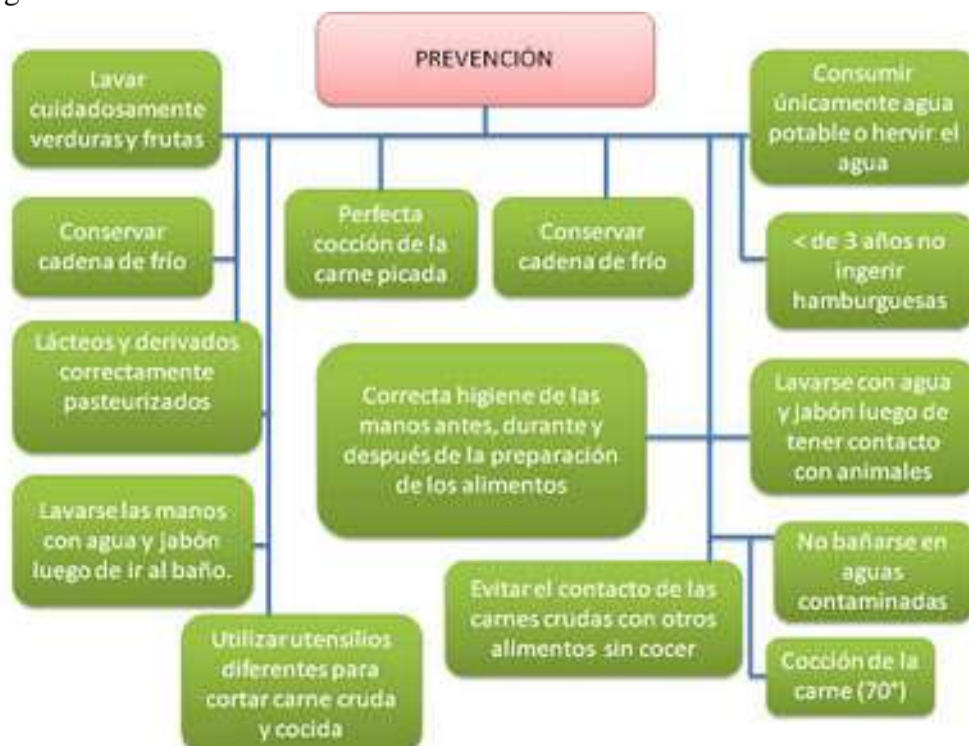 PREVENCIÓN
Lavar
cuidadosamente
verduras y frutas
Consumir
únicamente agua
potable o hervir el
agua
Conservar
cadena de frío
Perfecta
cocción de la
carne picada
Conservar
cadena de frío
< de 3 años no
ingerir
hamburguesas
Lácteos y derivados
correctamente
pasteurizados
Correcta higiene de las
manos antes, durante y
después de la preparación
de los alimentos
Lavarse con agua
y jabón luego de
tener contacto
con animales
Lavarse las manos
con agua y jabón
luego de ir al baño.
No bañarse en
aguas
contaminadas
Evitar el contacto de las
carnes crudas con otros
alimentos sin cocer
Utilizar utensilios
diferentes para
cortar carne cruda
y cocida
Cocción de la
carne (70°)